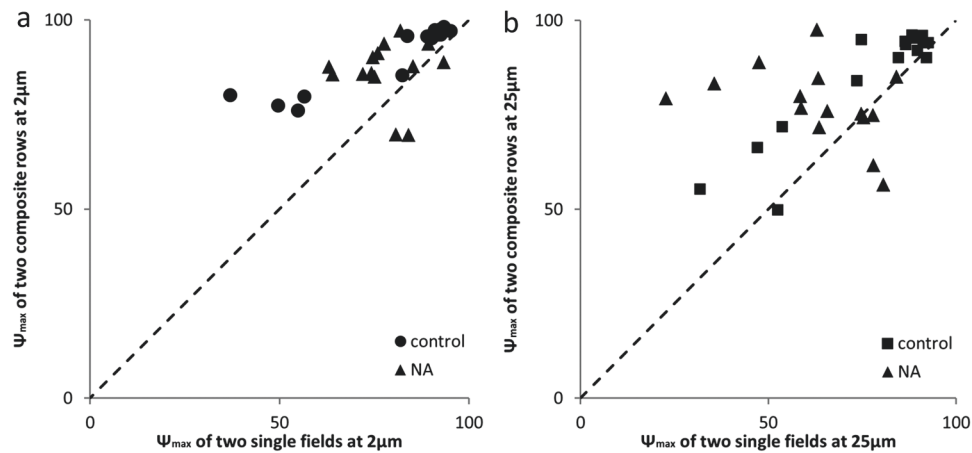 a
Ψmax of two composite rows at 2μm
100
50
0
0
50
100
control
NA
Ψmax of two single fields at 2μm
b
Ψmax of two composite rows at 25μm
100
50
0
0
50
100
control
NA
Ψmax of two single fields at 25μm